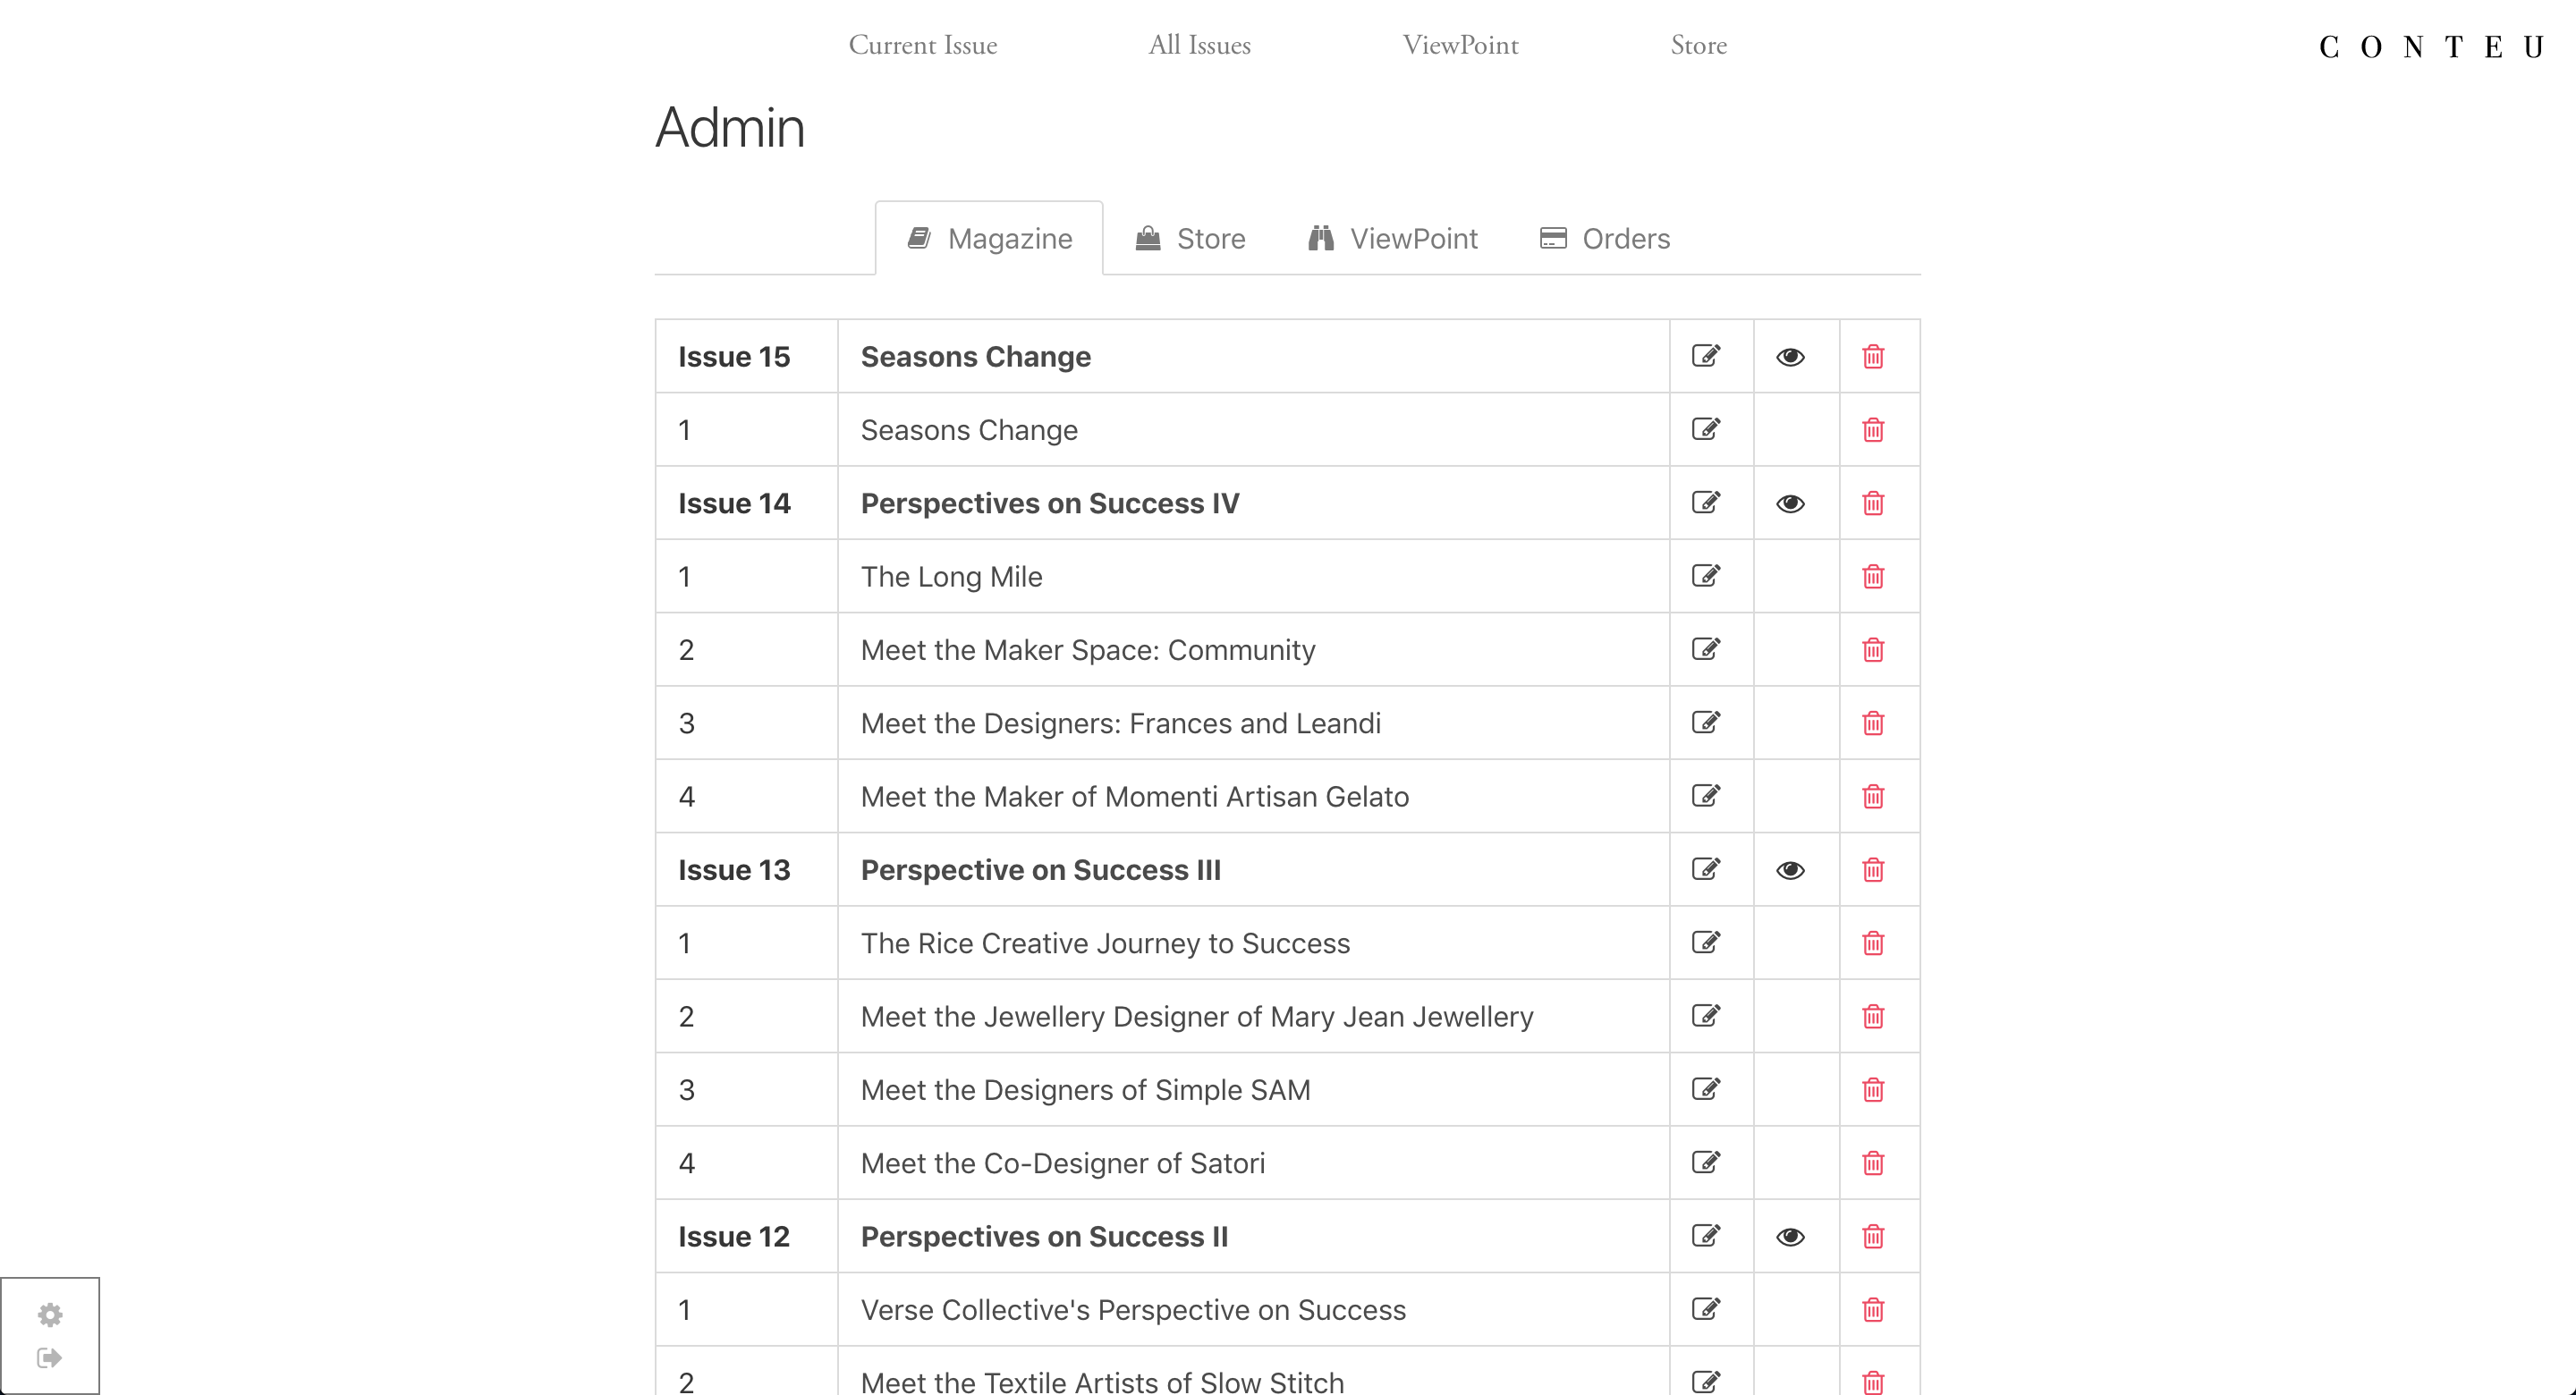 Current Issue All Issues ViewPoint Store C O N T E U
Admin
Magazine Store ViewPoint Orders
Issue 15 Seasons Change
1 Seasons Change
Issue 14 Perspectives on Success IV
1 The Long Mile
2 Meet the Maker Space: Community
3 Meet the Designers: Frances and Leandi
4 Meet the Maker of Momenti Artisan Gelato
Issue 13 Perspective on Success III
1 The Rice Creative Journey to Success
2 Meet the Jewellery Designer of Mary Jean Jewellery
3 Meet the Designers of Simple SAM
4 Meet the Co-Designer of Satori
Issue 12 Perspectives on Success II
1 Verse Collective's Perspective on Success
2 Meet the Textile Artists of Slow Stitch